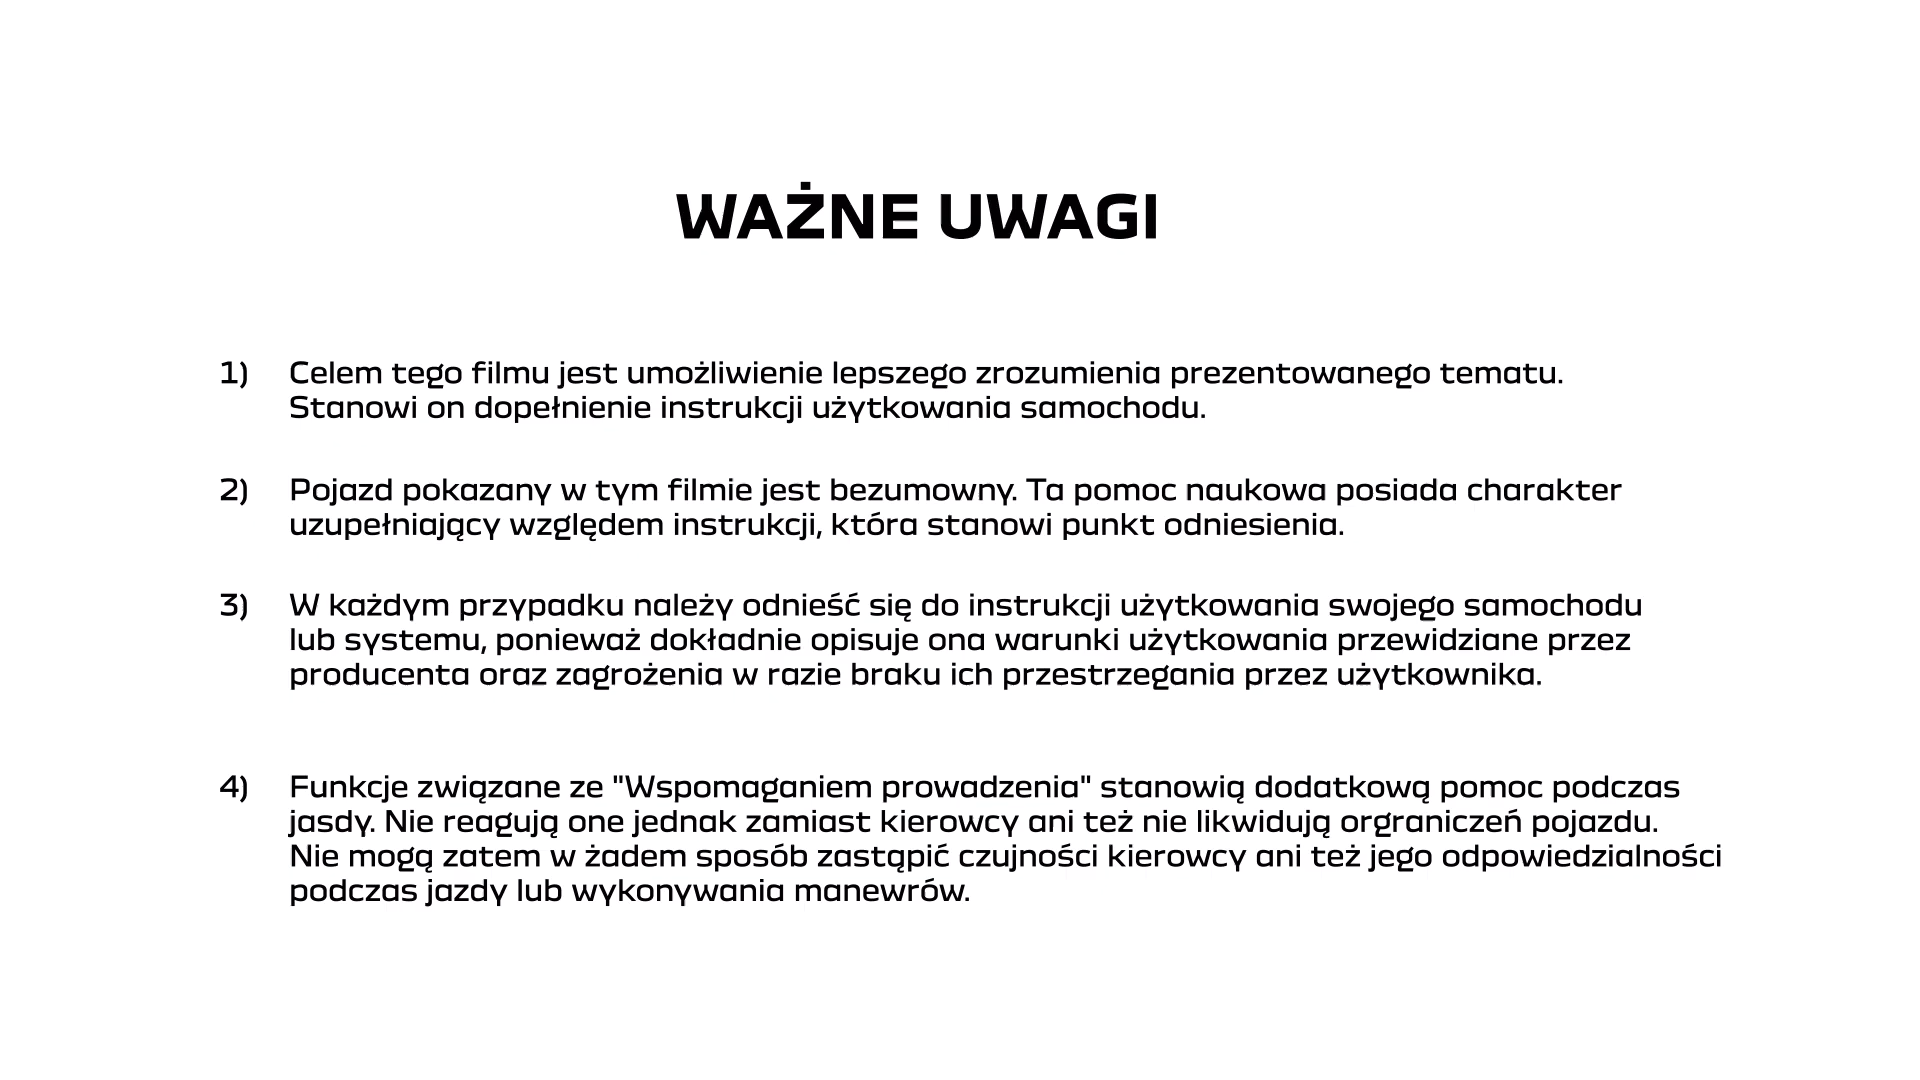 WAŻNE UWAGI
1) Celem tego filmu jest umożliwienie lepszego zrozumienia prezentowanego tematu.
Stanowi on dopełnienie instrukcji użytkowania samochodu.
2) Pojazd pokazany w tym filmie jest bezumowny. Ta pomoc naukowa posiada charakter
uzupełniający względem instrukcji, która stanowi punkt odniesienia.
3) W każdym przypadku należy odnieść się do instrukcji użytkowania swojego samochodu
lub systemu, ponieważ dokładnie opisuje ona warunki użytkowania przewidziane przez
producenta oraz zagrożenia w razie braku ich przestrzegania przez użytkownika.
4) Funkcje związane ze "Wspomaganiem prowadzenia" stanowią dodatkową pomoc podczas
jasdy. Nie reagują one jednak zamiast kierowcy ani też nie likwidują orgraniczeń pojazdu.
Nie mogą zatem w żadem sposób zastąpić czujności kierowcy ani też jego odpowiedzialności
podczas jazdy lub wykonywania manewrów.